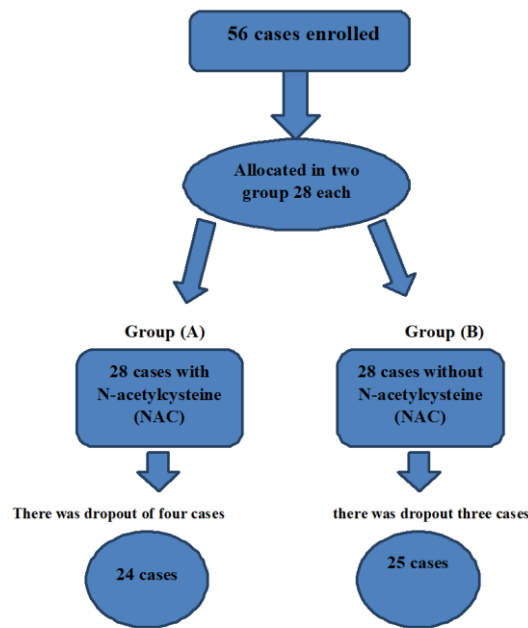 56 cases enrolled
Allocated in two
group 28 each
Group (A)
28 cases with
N-acetylcysteine
(NAC)
There was dropout of four cases
24 cases
Group (B)
28 cases without
N-acetylcysteine
(NAC)
there was dropout three cases
25 cases